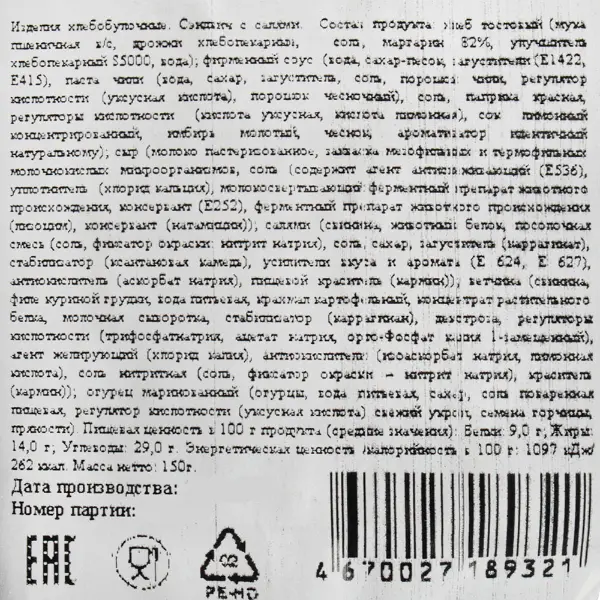 Изделия хлебобулочные. Сэндвич с салями. Состав продукта: хлеб тостовый (мука
пшеничная в/с, дрожжи хлебопекарные, соль, маргарин 82%, улучшитель
хлебопекарный S5000, вода); фирменный соус (вода, сахар-песок, загустители (Е1422,
Е415), паста чили (вода, сахар, загуститель, соль, порошок чили, регулятор
кислотности (уксусная кислота), порошок чесночный), соль, паприка красная,
регуляторы кислотности (кислота уксусная, кислота лимонная), сок лимонный
концентрированный, имбирь молотый, чеснок, ароматизатор идентичный
натуральному); сыр (молоко пастеризованное, закваска мезофильных и термофильных
молочнокислых микроорганизмов, соль (содержит агент антислеживающий (Е536),
уплотнитель (хлорид кальция), молокосвертывающий ферментный препарат животного
происхождения, консервант (Е252), ферментный препарат животного происхождения
(лизоцим), консервант (натамицин)); салями (свинина, животный белок, посолочная
смесь (соль, фиксатор окраски: нитрит натрия), соль, сахар, загуститель (каррагинат),
стабилизатор (ксантановая камедь), усилители вкуса и аромата (Е 624, Е 627),
антиокислитель (аскорбат натрия), пищевой краситель (кармин)); ветчина (свинина,
филе куриной грудки, вода питьевая, крахмал картофельный, концентрат растительного
белка, молочная сыворотка, стабилизатор (каррагинан), декстроза, регуляторы
кислотности (трифосфат натрия, ацетат натрия, орто-Фосфат калия 1-замещенный),
агент желирующий (хлорид калия), антиокислители (изоаскорбат натрия, лимонная
кислота), соль нитритная (соль, фиксатор окраски – нитрит натрия), краситель
(кармин)); огурец маринованный (огурцы, вода питьевая, сахар, соль поваренная
пищевая, регулятор кислотности (уксусная кислота) свежий укроп, семена горчицы,
пряности). Пищевая ценность в 100 г продукта (средние значения): Белки: 9,0 г; Жиры:
14,0 г; Углеводы: 29,0 г. Энергетическая ценность /калорийность в 100 г: 1097 кДж/
262 ккал. Масса нетто: 150г.
Дата производства:
Номер партии:
EAC
02
PE-HD
4 670027 189321